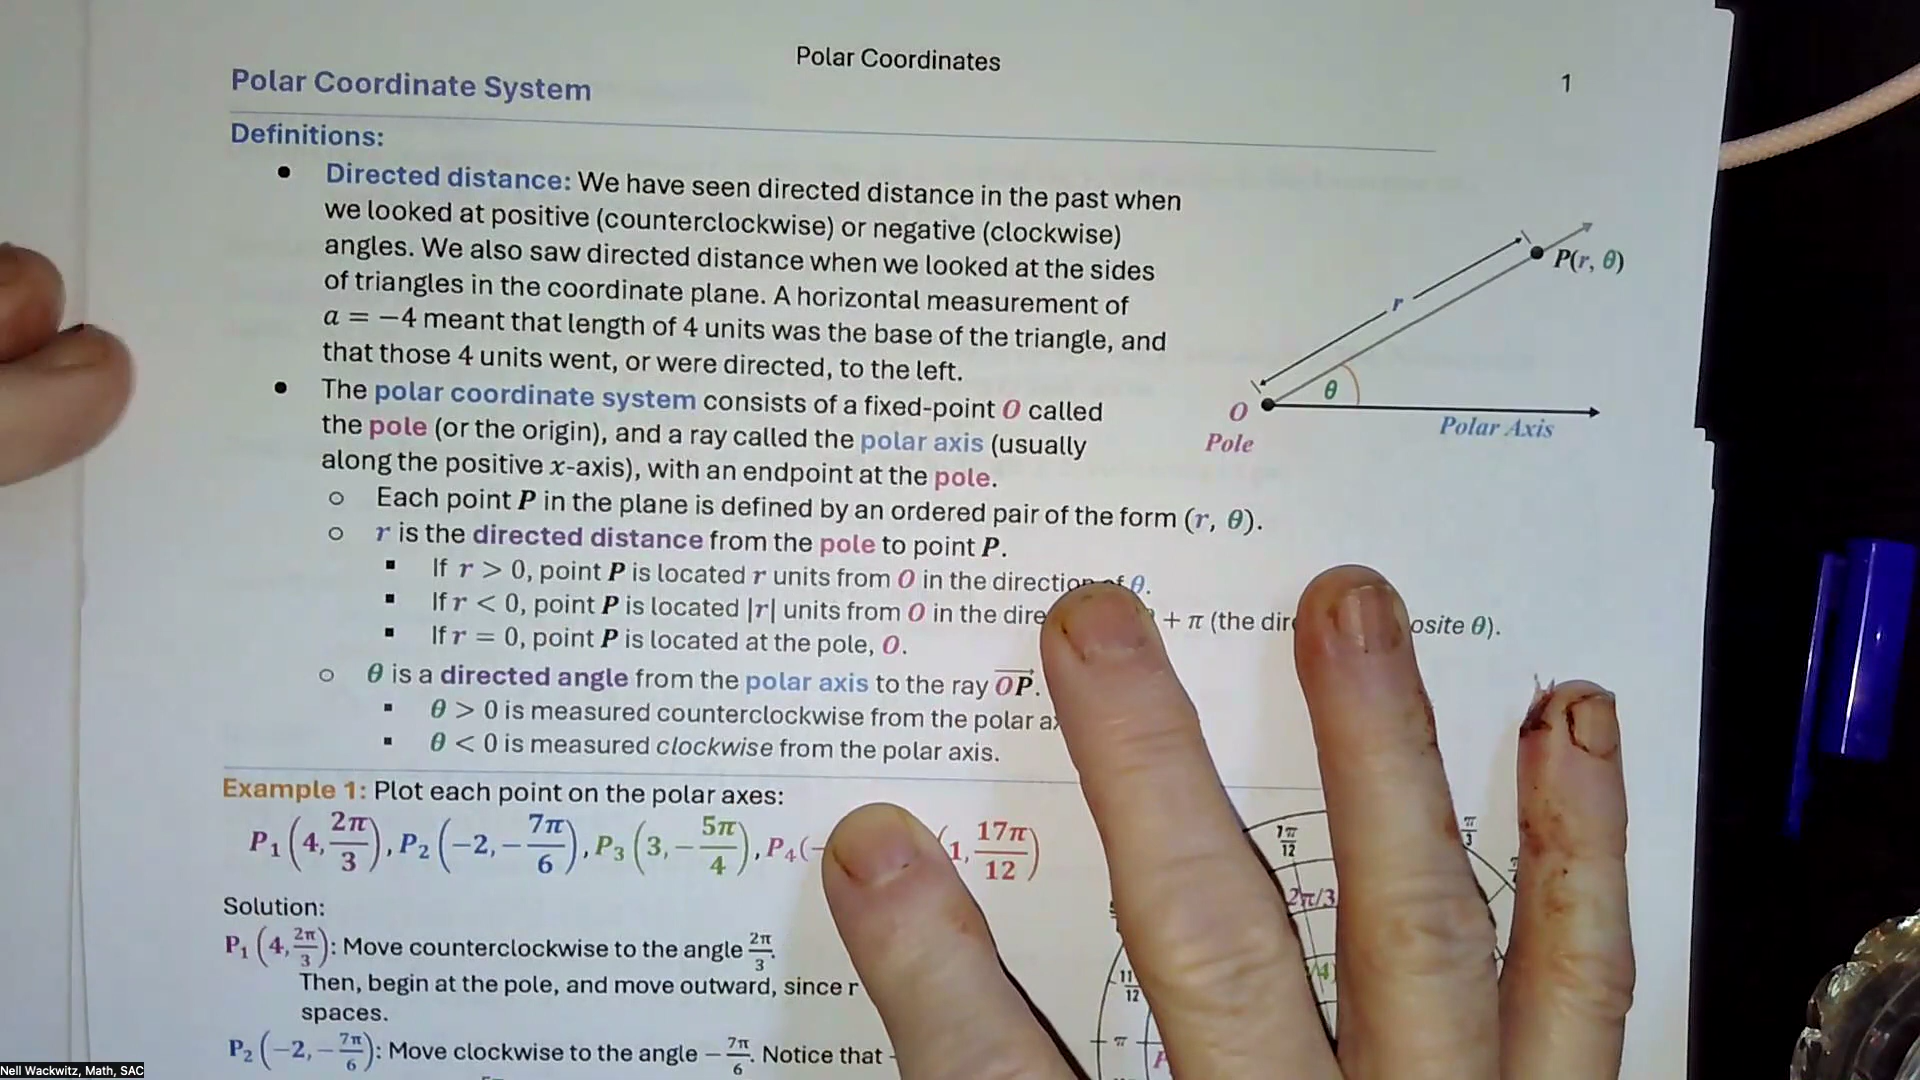 Polar Coordinates
1
Polar Coordinate System
Definitions:
• Directed distance: We have seen directed distance in the past when
we looked at positive (counterclockwise) or negative (clockwise)
angles. We also saw directed distance when we looked at the sides
of triangles in the coordinate plane. A horizontal measurement of
a = −4 meant that length of 4 units was the base of the triangle, and
that those 4 units went, or were directed, to the left.
P(r, θ)
r
θ
O
Pole
Polar Axis
• The polar coordinate system consists of a fixed-point O called
the pole (or the origin), and a ray called the polar axis (usually
along the positive x-axis), with an endpoint at the pole.
○ Each point P in the plane is defined by an ordered pair of the form (r, θ).
○ r is the directed distance from the pole to point P.
▪ If r > 0, point P is located r units from O in the direction of θ.
▪ If r < 0, point P is located |r| units from O in the + π (the θ).
▪ If r = 0, point P is located at the pole, O.
○ θ is a directed angle from the polar axis to the ray OP.
▪ θ > 0 is measured counterclockwise from the polar
▪ θ < 0 is measured clockwise from the polar axis.
Example 1: Plot each point on the polar axes:
P₁(4, 2π/3), P₂(−2, −7π/6), P₃(3, −5π/4), P₄(− 1, 17π/12)
Solution:
P₁(4, 2π/3): Move counterclockwise to the angle 2π/3.
Then, begin at the pole, and move outward, since r
spaces.
P₂(−2, −7π/6): Move clockwise to the angle −7π/6. Notice that
7π/12
π/3
2π/3
11
12
π
Nell Wackwitz, Math, SAC